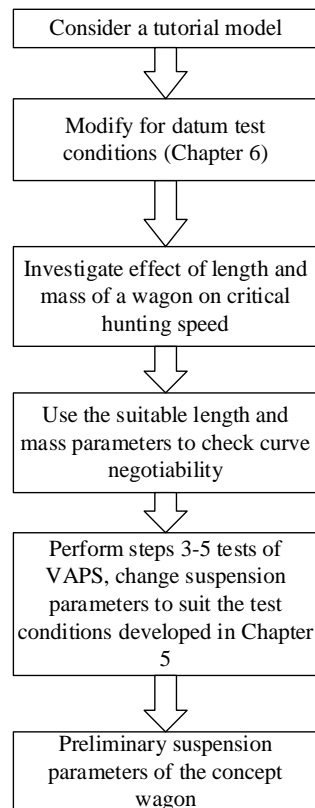 Consider a tutorial model
Modify for datum test
conditions (Chapter 6)
Investigate effect of length and
mass of a wagon on critical
hunting speed
Use the suitable length and
mass parameters to check curve
negotiability
Perform steps 3-5 tests of
VAPS, change suspension
parameters to suit the test
conditions developed in Chapter
5
Preliminary suspension
parameters of the concept
wagon